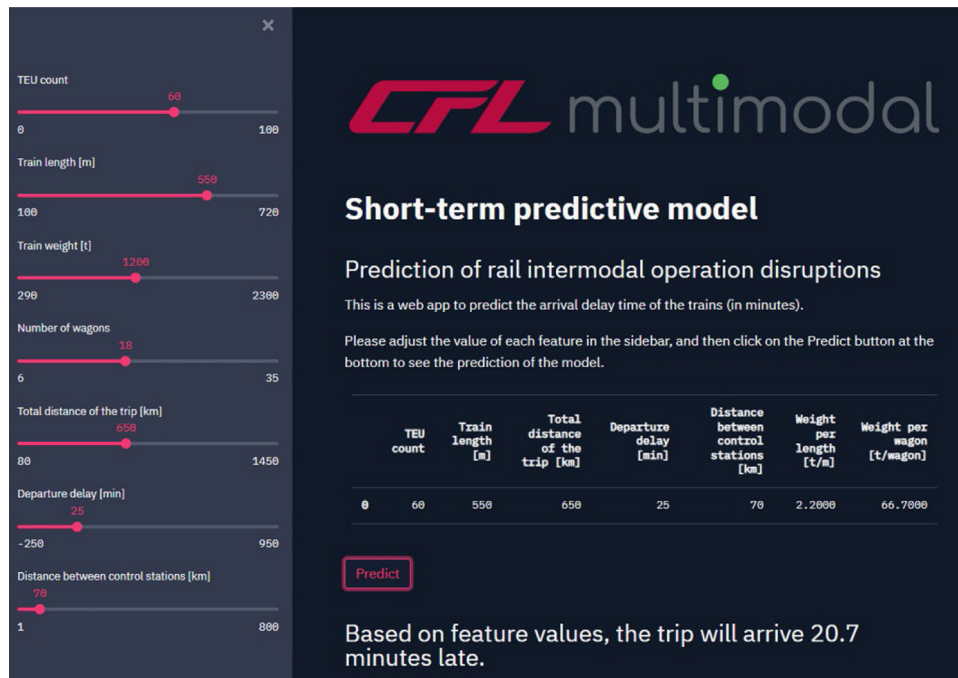 ×
TEU count
60
0 100
Train length [m]
550
100 720
Train weight [t]
1200
290 2300
Number of wagons
18
6 35
Total distance of the trip [km]
650
80 1450
Departure delay [min]
25
-250 950
Distance between control stations [km]
70
1 800
CFL multimodal
Short-term predictive model
Prediction of rail intermodal operation disruptions
This is a web app to predict the arrival delay time of the trains (in minutes).
Please adjust the value of each feature in the sidebar, and then click on the Predict button at the
bottom to see the prediction of the model.
TEU count Train length [m] Total distance of the trip [km] Departure delay [min] Distance between control stations [km] Weight per length [t/m] Weight per wagon [t/wagon]
0 60 550 650 25 70 2.2000 66.7000
Predict
Based on feature values, the trip will arrive 20.7
minutes late.